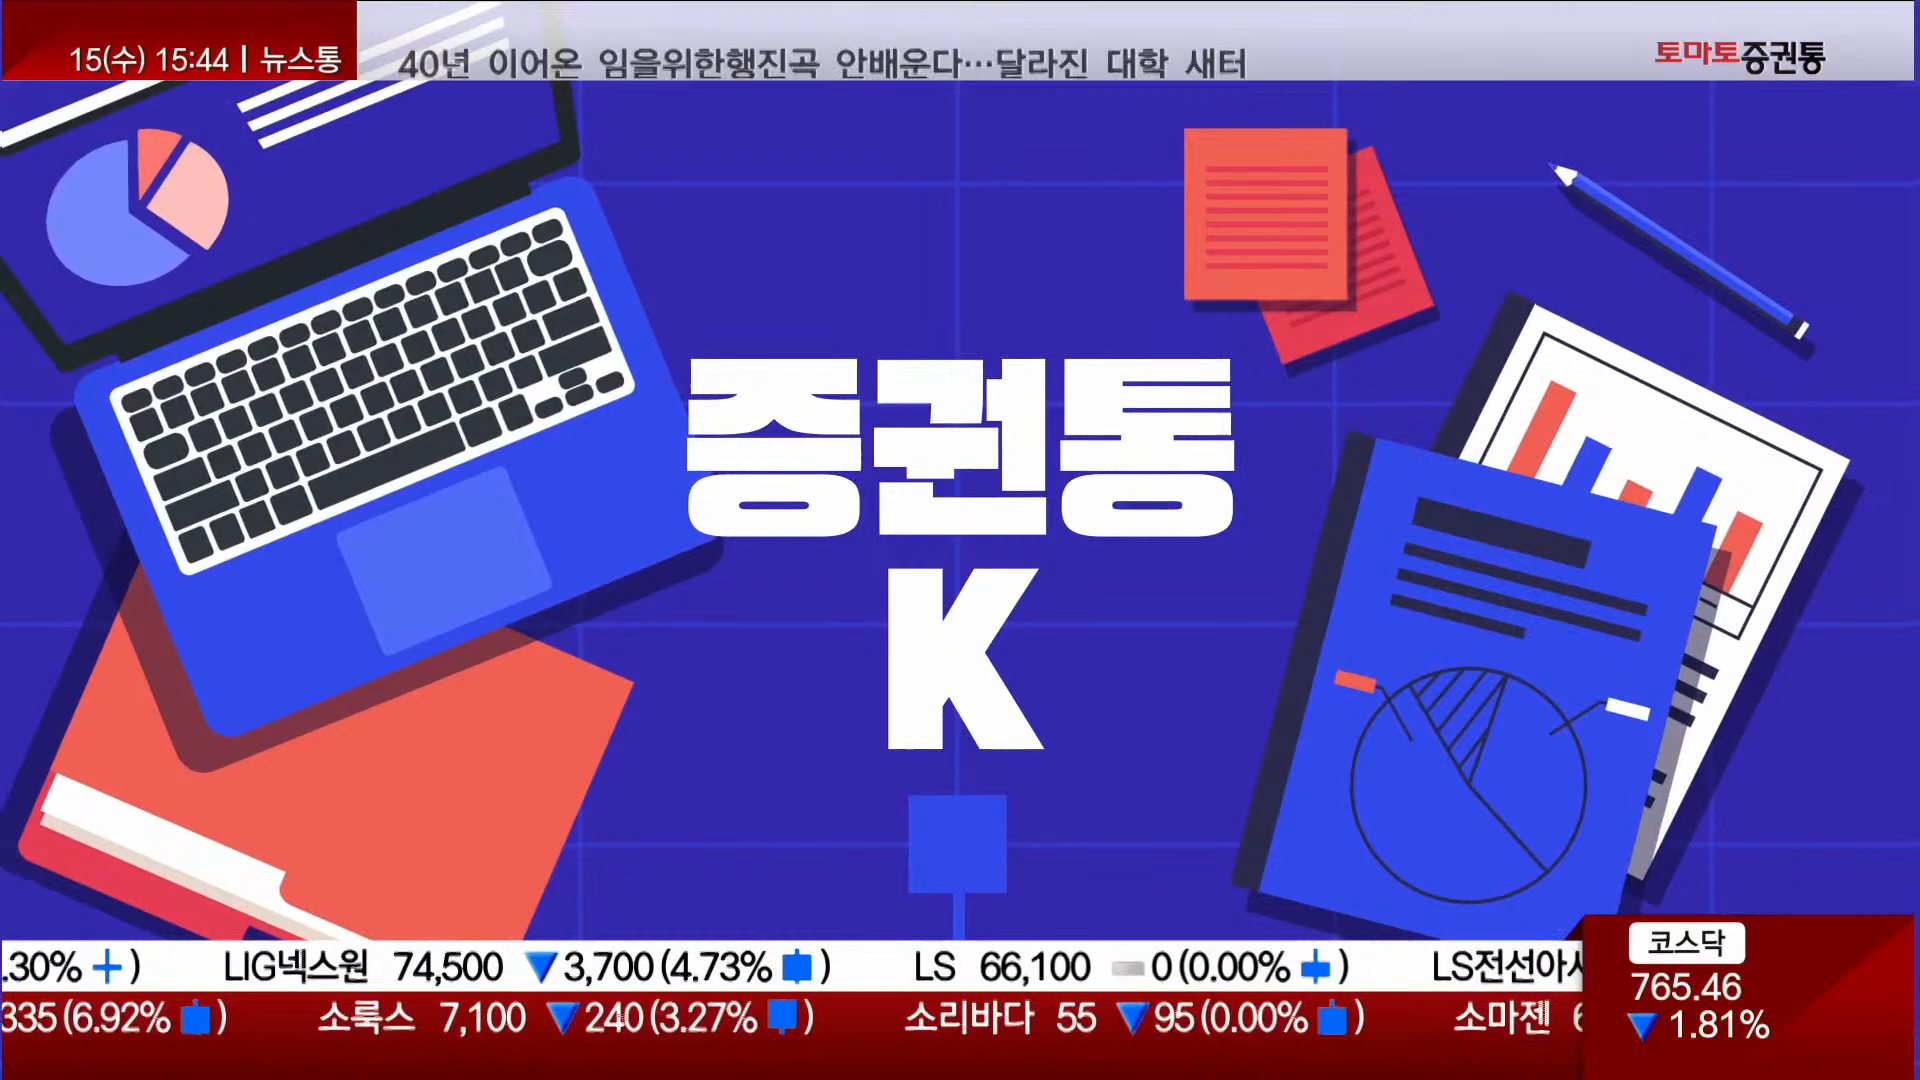 15(수) 15:44 | 뉴스통
40년 이어온 임을위한행진곡 안배운다…달라진 대학 새터
토마토증권통
증권통
K
.30% )
LIG넥스원 74,500 ▼3,700(4.73% )
LS 66,100 0(0.00% )
LS전선아시
335(6.92% )
소룩스 7,100 ▼240(3.27% )
소리바다 55 ▼95(0.00% )
소마젠 6
코스닥
765.46
▼ 1.81%